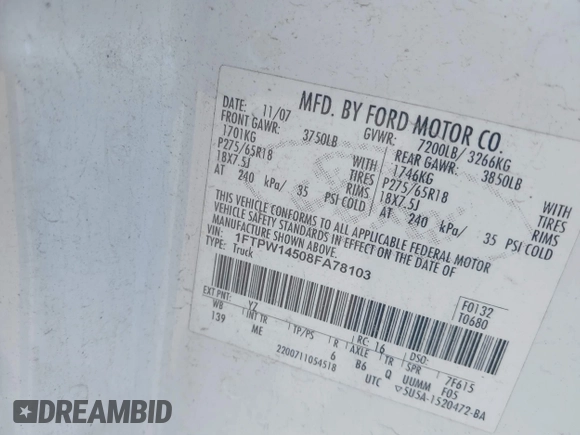 MFD. BY FORD MOTOR CO.
DATE: 11/07 GVWR: 7200LB/ 3266KG
FRONT GAWR: 3750LB REAR GAWR: 3850LB
1701KG WITH 1746KG WITH
P275/65R18 TIRES P275/65R18 TIRES
18X7.5J RIMS 18X7.5J RIMS
AT 240 kPa/ 35 PSI COLD AT 240 kPa/ 35 PSI COLD
THIS VEHICLE CONFORMS TO ALL APPLICABLE FEDERAL MOTOR
VEHICLE SAFETY STANDARDS IN EFFECT ON THE DATE OF
MANUFACTURE SHOWN ABOVE.
VIN: 1FTPW14508FA78103
TYPE: Truck
F0132
T0680
EXT PNT: YZ RC: 16 DSO:
WB INT TR TP/PS R AXLE TR SPR 7F615
139 ME 6 B6 Q UUMM F05
2200711054518 UTC 5U5A-1520472-BA
DREAMBID